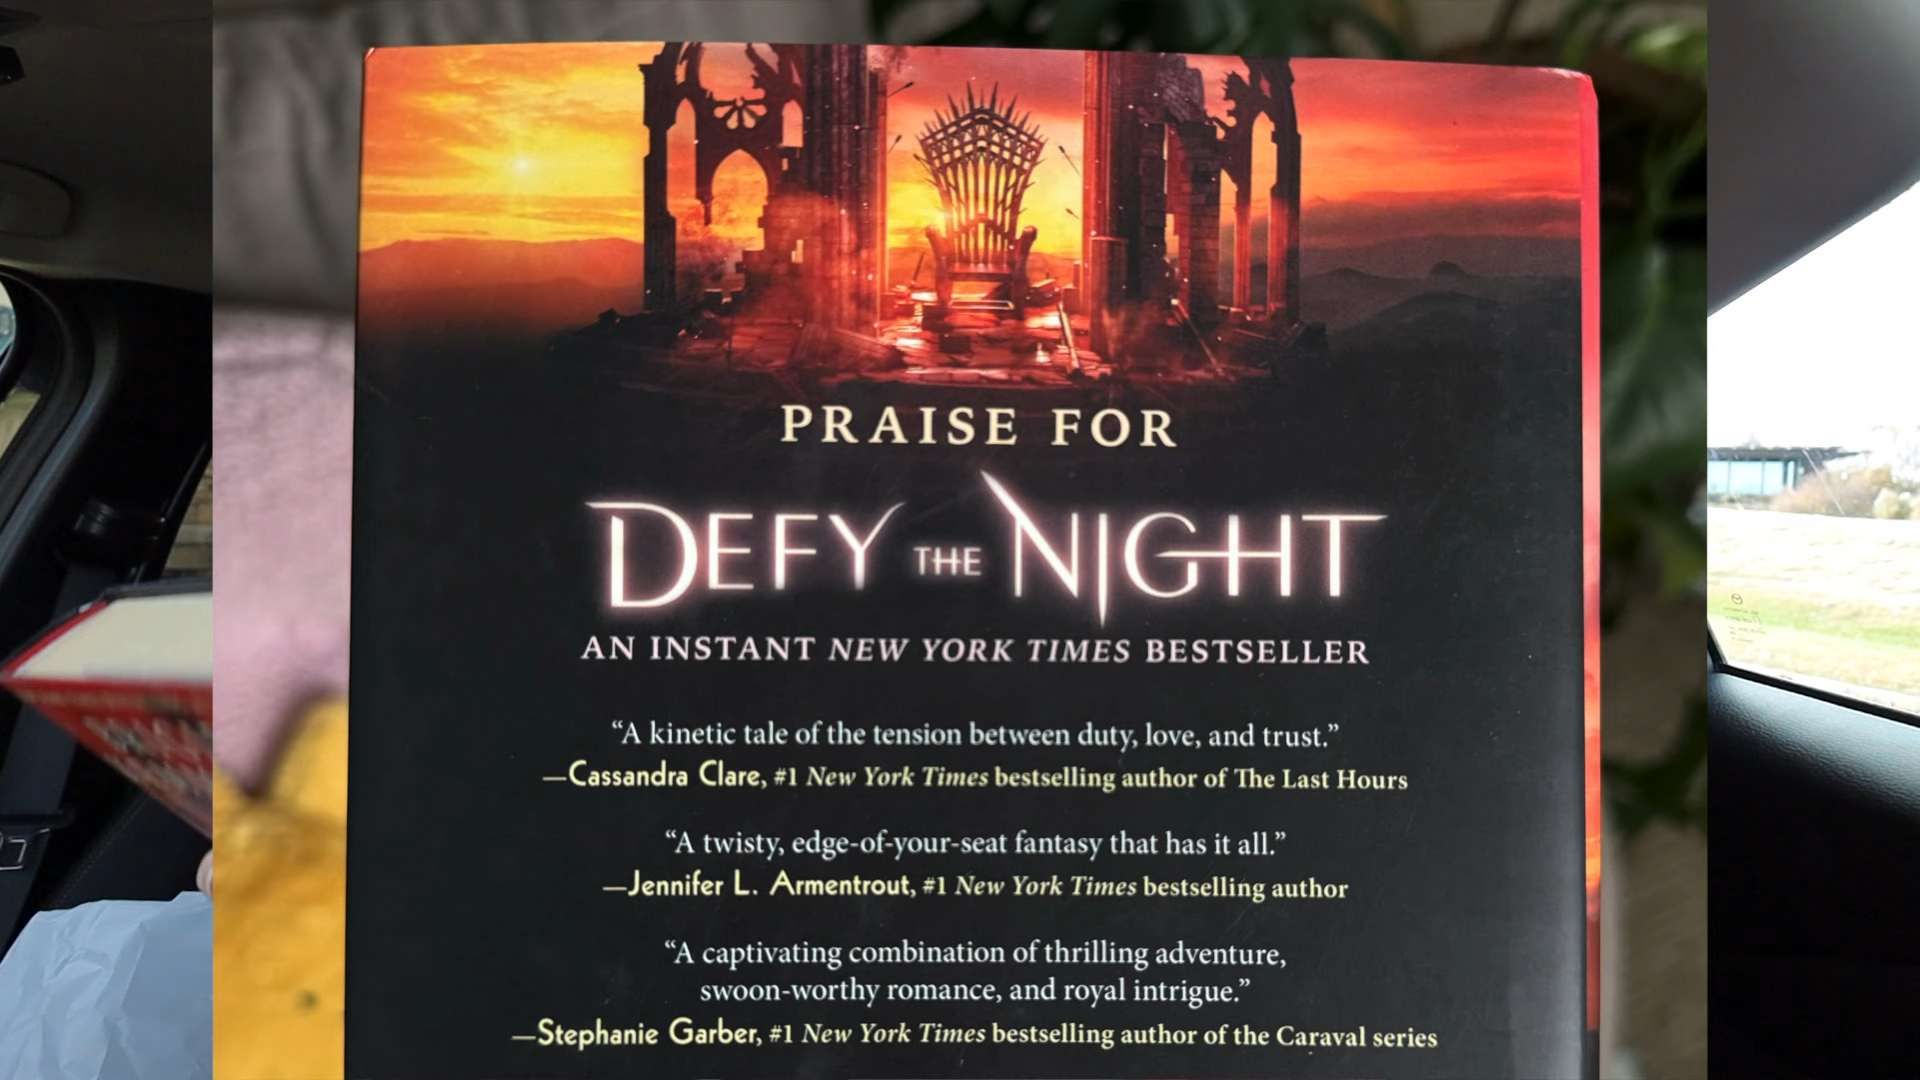 PRAISE FOR
DEFY THE NIGHT
AN INSTANT NEW YORK TIMES BESTSELLER
“A kinetic tale of the tension between duty, love, and trust.”
—Cassandra Clare, #1 New York Times bestselling author of The Last Hours
“A twisty, edge-of-your-seat fantasy that has it all.”
—Jennifer L. Armentrout, #1 New York Times bestselling author
“A captivating combination of thrilling adventure,
swoon-worthy romance, and royal intrigue.”
—Stephanie Garber, #1 New York Times bestselling author of the Caraval series